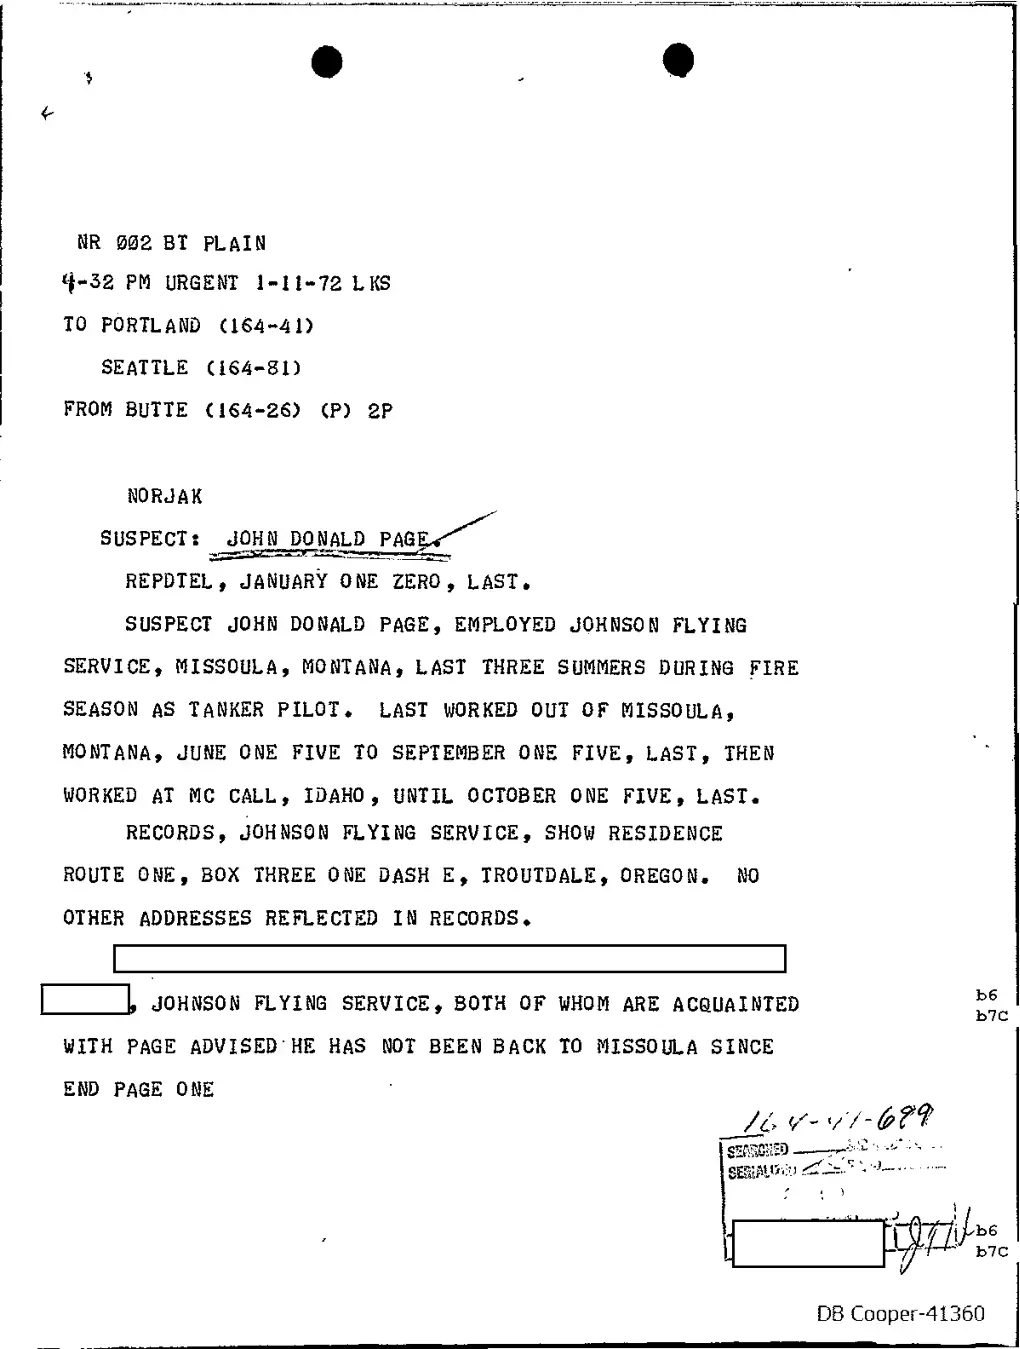 NR 002 BT PLAIN
4-32 PM URGENT 1-11-72 LKS
TO PORTLAND (164-41)
SEATTLE (164-81)
FROM BUTTE (164-26) (P) 2P
NORJAK
SUSPECT: JOHN DONALD PAGE.
REPDTEL, JANUARY ONE ZERO, LAST.
SUSPECT JOHN DONALD PAGE, EMPLOYED JOHNSON FLYING
SERVICE, MISSOULA, MONTANA, LAST THREE SUMMERS DURING FIRE
SEASON AS TANKER PILOT. LAST WORKED OUT OF MISSOULA,
MONTANA, JUNE ONE FIVE TO SEPTEMBER ONE FIVE, LAST, THEN
WORKED AT MC CALL, IDAHO, UNTIL OCTOBER ONE FIVE, LAST.
RECORDS, JOHNSON FLYING SERVICE, SHOW RESIDENCE
ROUTE ONE, BOX THREE ONE DASH E, TROUTDALE, OREGON. NO
OTHER ADDRESSES REFLECTED IN RECORDS.
, JOHNSON FLYING SERVICE, BOTH OF WHOM ARE ACQUAINTED
b6
b7C
WITH PAGE ADVISED HE HAS NOT BEEN BACK TO MISSOULA SINCE
END PAGE ONE
164-41-699
SEARCHED
SERIALIZED
b6
b7C
DB Cooper-41360